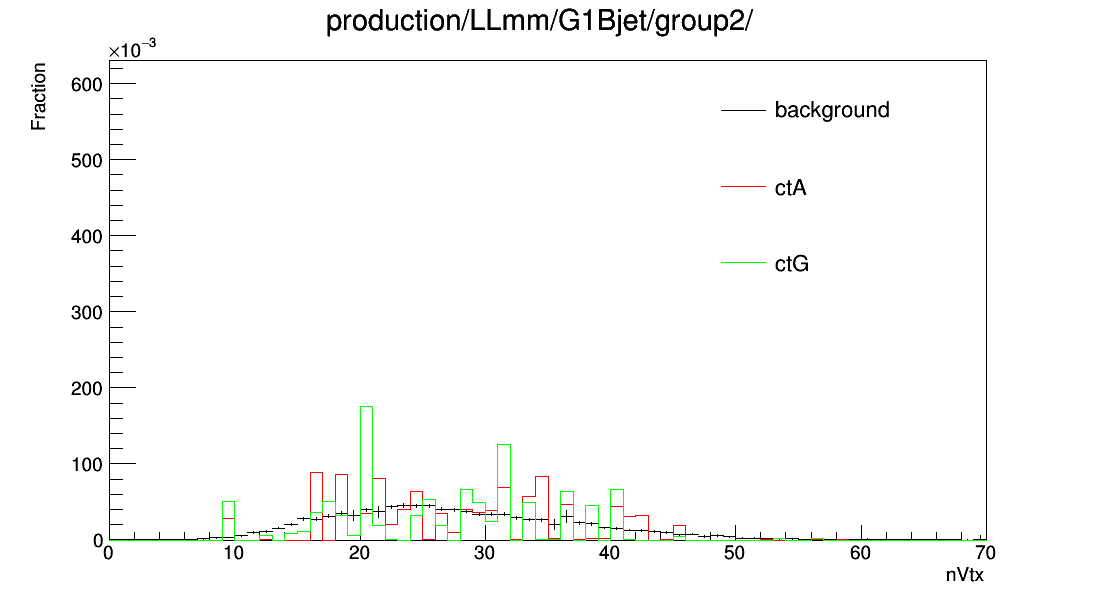 production/LLmm/G1Bjet/group2/
×10⁻³
Fraction
600
500
400
300
200
100
0
background
ctA
ctG
0 10 20 30 40 50 60 70
nVtx